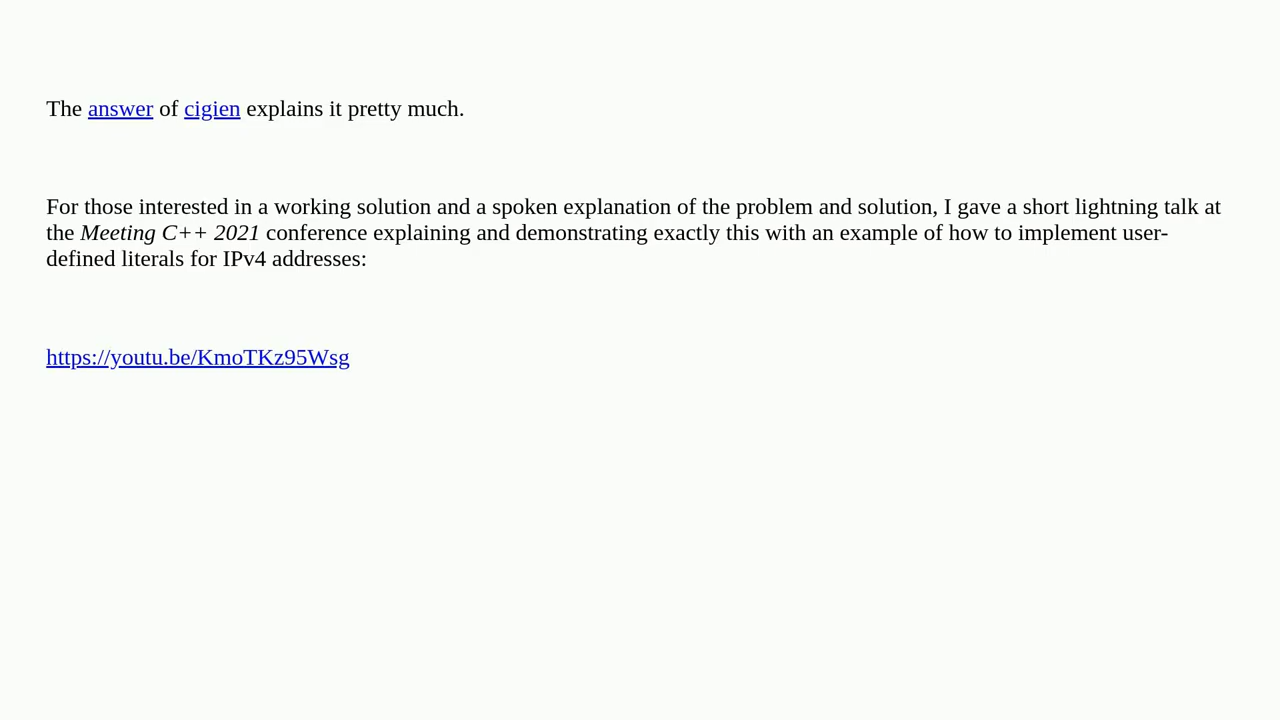 The answer of cigien explains it pretty much.
For those interested in a working solution and a spoken explanation of the problem and solution, I gave a short lightning talk at
the Meeting C++ 2021 conference explaining and demonstrating exactly this with an example of how to implement user-
defined literals for IPv4 addresses:
https://youtu.be/KmoTKz95Wsg